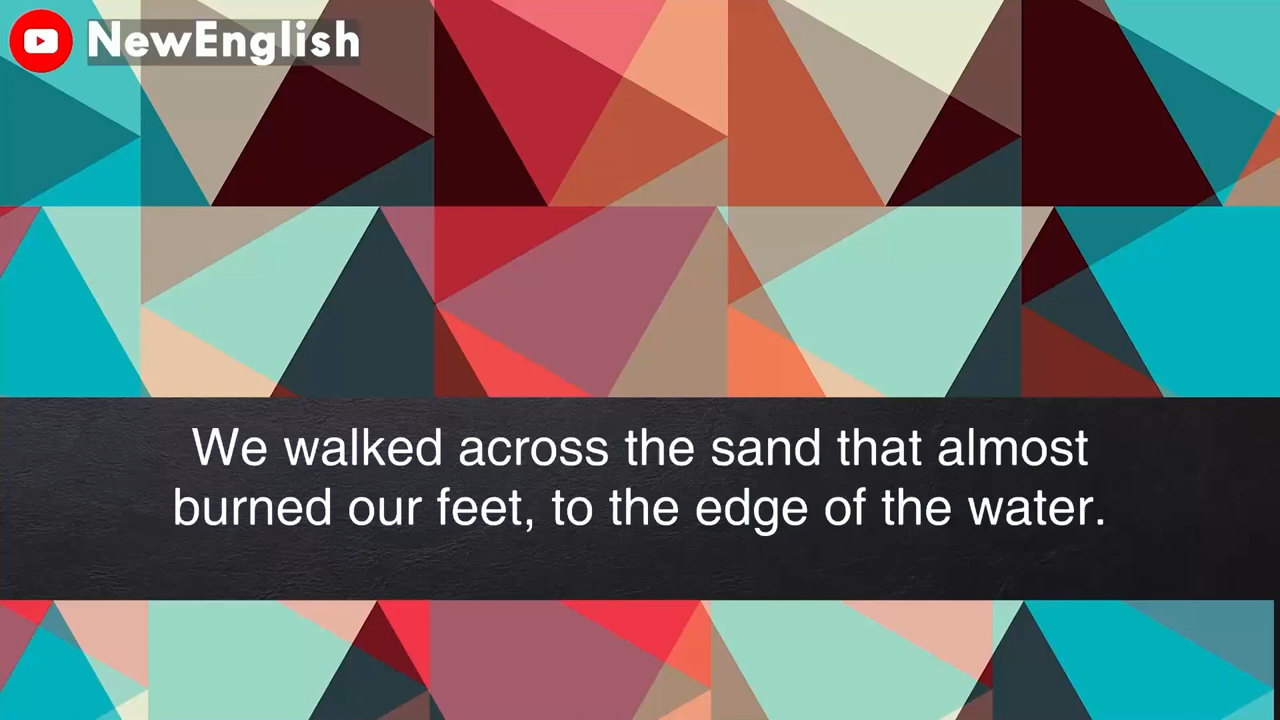 NewEnglish
We walked across the sand that almost
burned our feet, to the edge of the water.